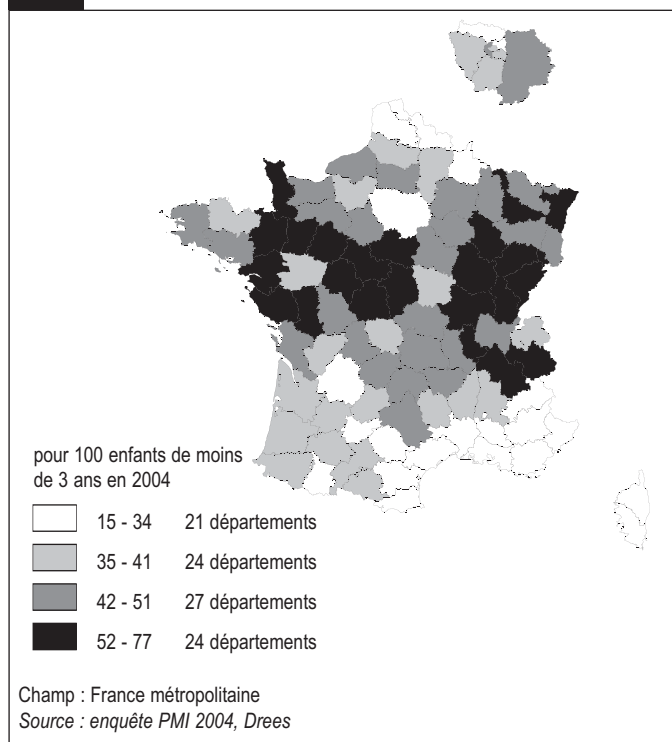 pour 100 enfants de moins
de 3 ans en 2004
15 - 34 21 départements
35 - 41 24 départements
42 - 51 27 départements
52 - 77 24 départements
Champ : France métropolitaine
Source : enquête PMI 2004, Drees